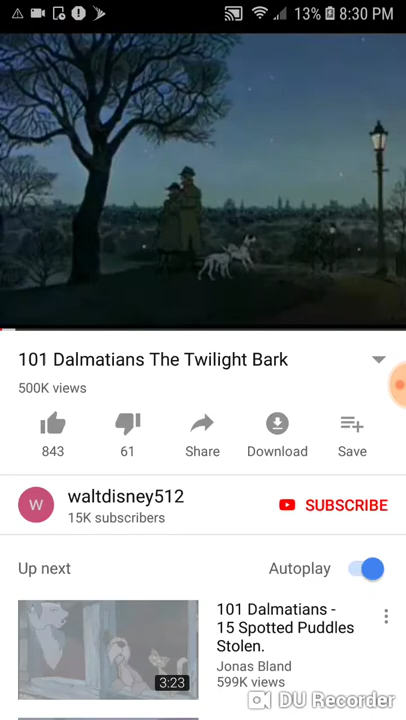 13% 8:30 PM
101 Dalmatians The Twilight Bark
500K views
843
61
Share
Download
Save
W
waltdisney512
15K subscribers
SUBSCRIBE
Up next
Autoplay
3:23
101 Dalmatians -
15 Spotted Puddles
Stolen.
Jonas Bland
599K views
DU Recorder